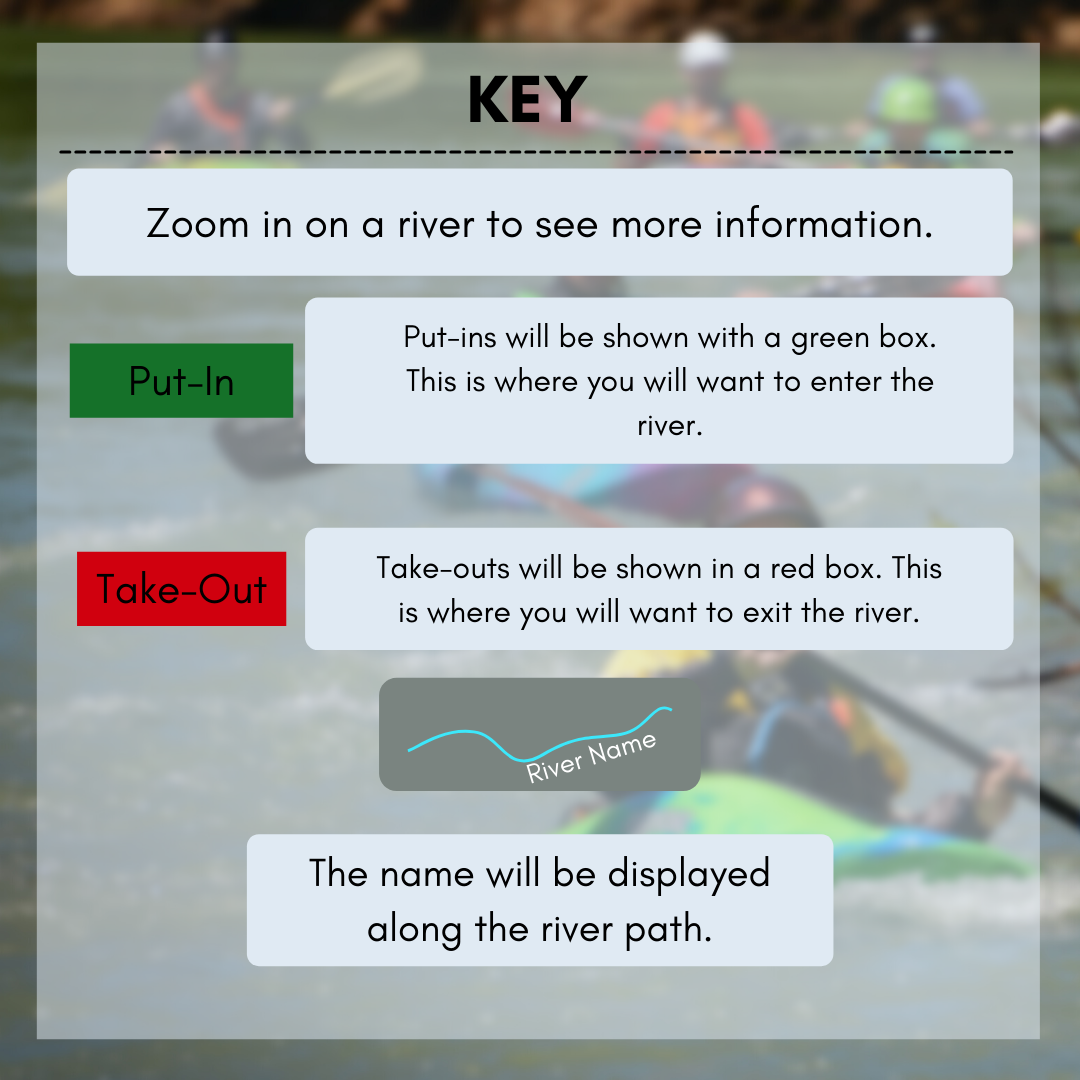 KEY
Zoom in on a river to see more information.
Put-In
Put-ins will be shown with a green box.
This is where you will want to enter the
river.
Take-Out
Take-outs will be shown in a red box. This
is where you will want to exit the river.
River Name
The name will be displayed
along the river path.